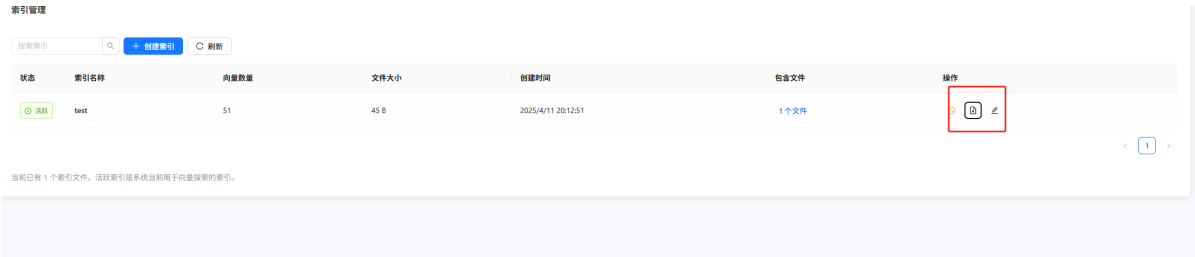 索引管理
搜索索引 创建索引 刷新
状态 索引名称 向量数量 文件大小 创建时间 包含文件 操作
活跃 test 51 45 B 2025/4/11 20:12:51 1 个文件
< 1 >
当前已有 1 个索引文件。活跃索引是系统当前用于向量搜索的索引。